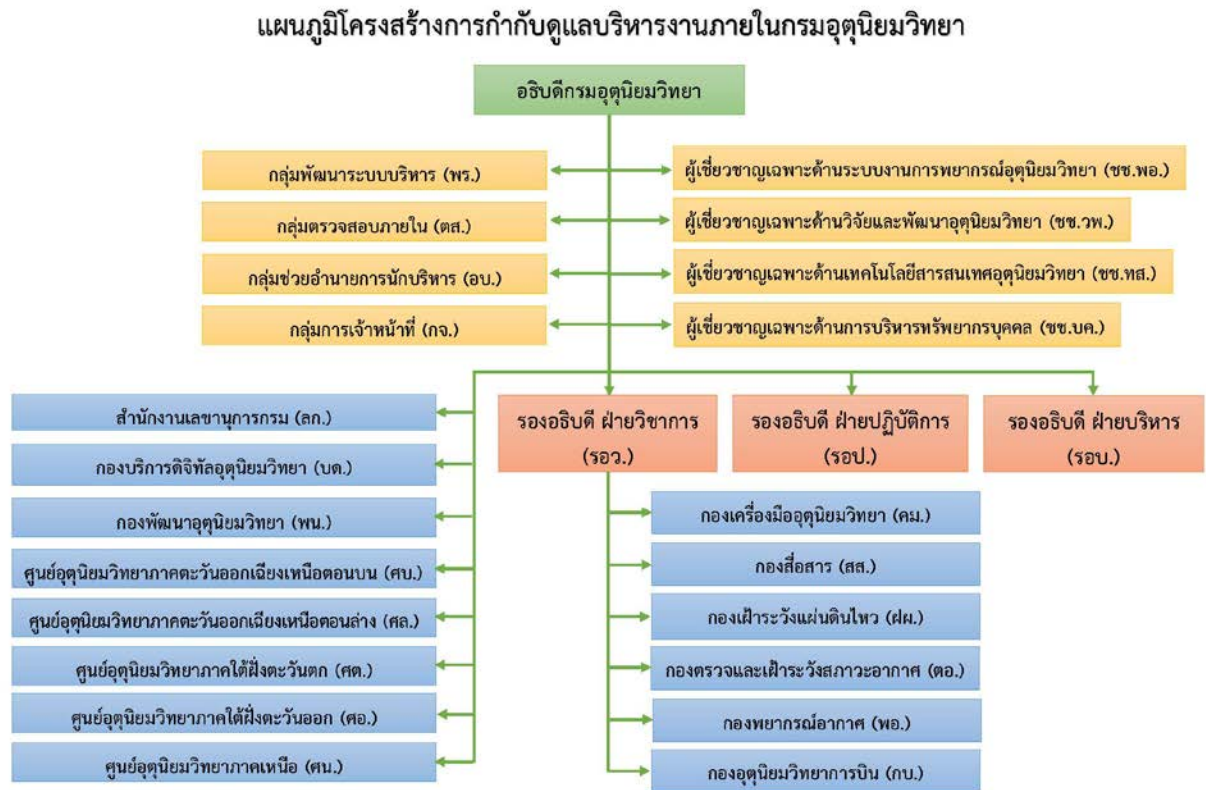 แผนภูมิโครงสร้างการกำกับดูแลบริหารงานภายในกรมอุตุนิยมวิทยา
อธิบดีกรมอุตุนิยมวิทยา
กลุ่มพัฒนาระบบบริหาร (พร.)
ผู้เชี่ยวชาญเฉพาะด้านระบบงานการพยากรณ์อุตุนิยมวิทยา (ชช.พอ.)
กลุ่มตรวจสอบภายใน (ตส.)
ผู้เชี่ยวชาญเฉพาะด้านวิจัยและพัฒนาอุตุนิยมวิทยา (ชช.วพ.)
กลุ่มช่วยอำนายการนักบริหาร (อบ.)
ผู้เชี่ยวชาญเฉพาะด้านเทคโนโลยีสารสนเทศอุตุนิยมวิทยา (ชช.ทส.)
กลุ่มการเจ้าหน้าที่ (กจ.)
ผู้เชี่ยวชาญเฉพาะด้านการบริหารทรัพยากรบุคคล (ชช.บค.)
สำนักงานเลขานุการกรม (ลก.)
กองบริการดิจิทัลอุตุนิยมวิทยา (บด.)
กองพัฒนาอุตุนิยมวิทยา (พน.)
ศูนย์อุตุนิยมวิทยาภาคตะวันออกเฉียงเหนือตอนบน (ศบ.)
ศูนย์อุตุนิยมวิทยาภาคตะวันออกเฉียงเหนือตอนล่าง (ศล.)
ศูนย์อุตุนิยมวิทยาภาคใต้ฝั่งตะวันตก (ศต.)
ศูนย์อุตุนิยมวิทยาภาคใต้ฝั่งตะวันออก (ศอ.)
ศูนย์อุตุนิยมวิทยาภาคเหนือ (ศน.)
รองอธิบดี ฝ่ายวิชาการ
(รอว.)
รองอธิบดี ฝ่ายปฏิบัติการ
(รอป.)
รองอธิบดี ฝ่ายบริหาร
(รอบ.)
กองเครื่องมืออุตุนิยมวิทยา (คม.)
กองสื่อสาร (สส.)
กองเฝ้าระวังแผ่นดินไหว (ฝผ.)
กองตรวจและเฝ้าระวังสภาวะอากาศ (ตอ.)
กองพยากรณ์อากาศ (พอ.)
กองอุตุนิยมวิทยาการบิน (กบ.)